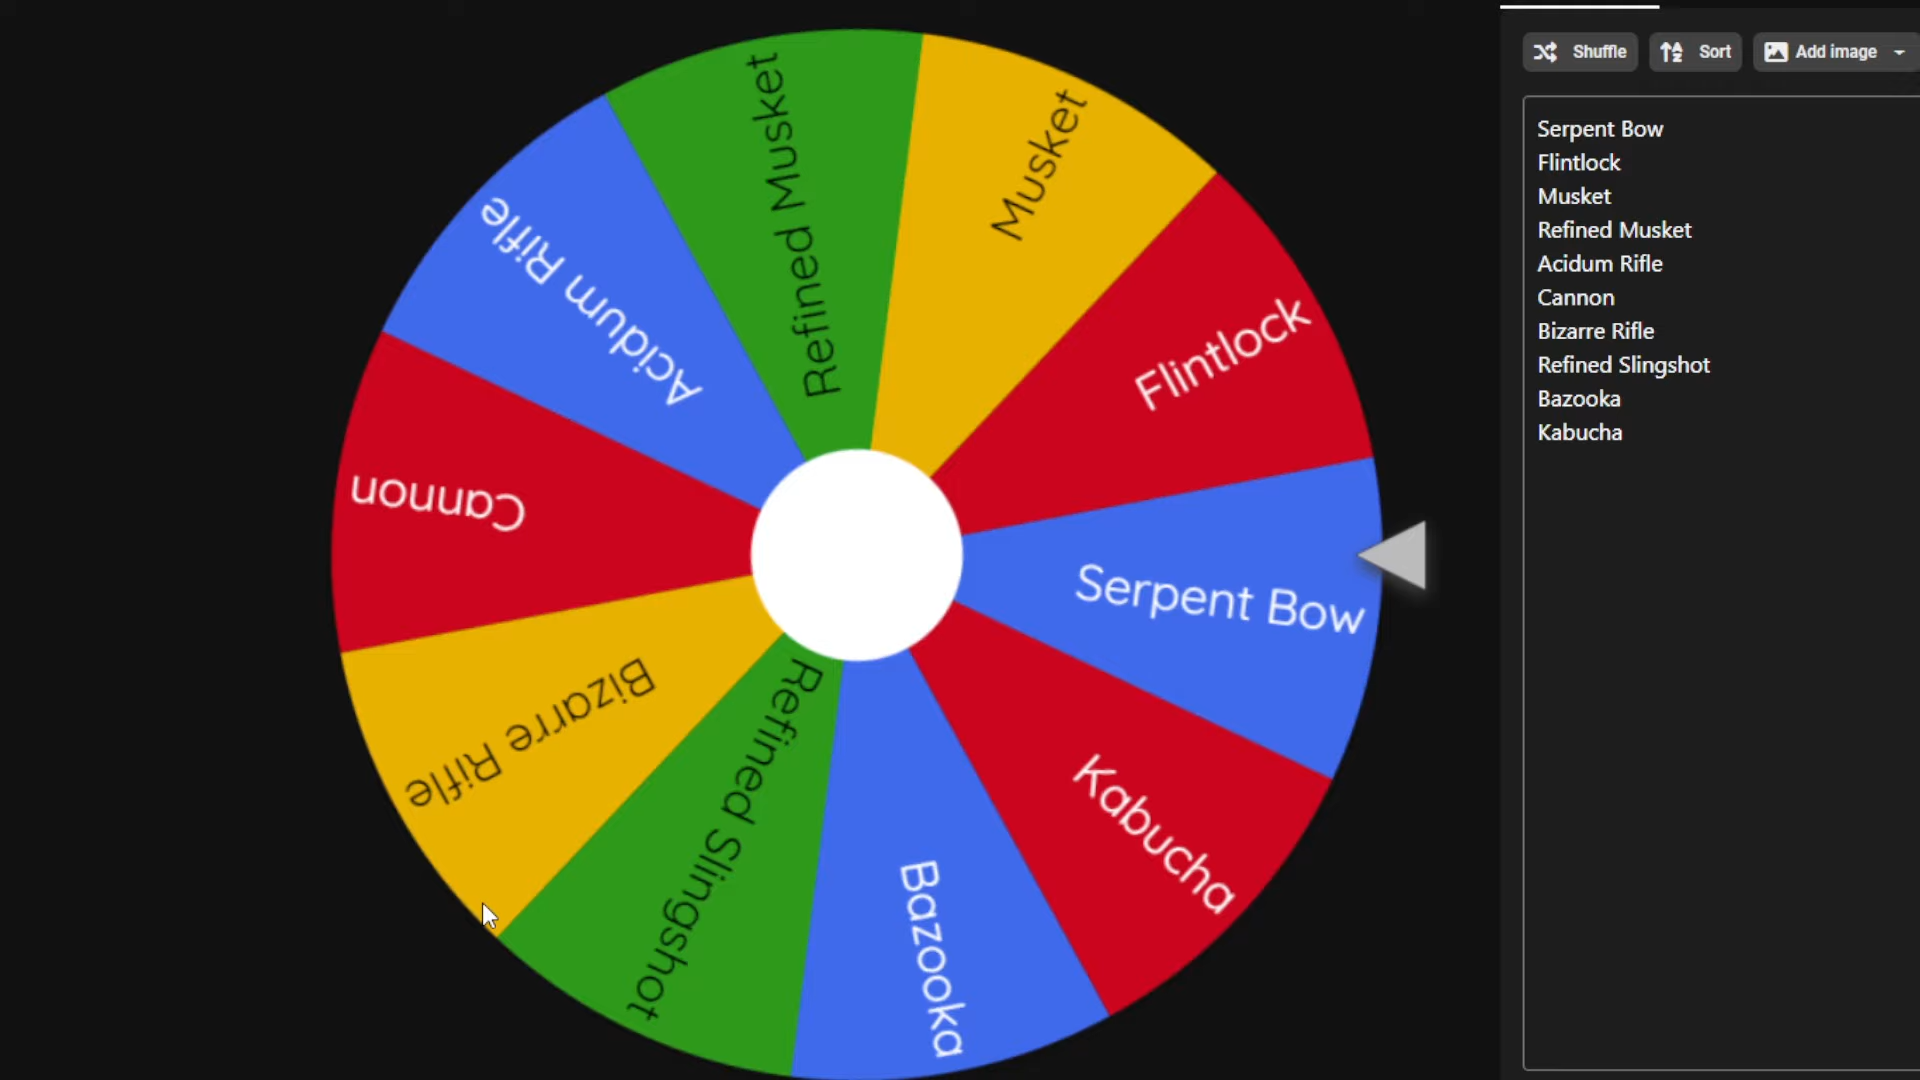 Shuffle
Sort
Add image
Serpent Bow
Flintlock
Musket
Refined Musket
Acidum Rifle
Cannon
Bizarre Rifle
Refined Slingshot
Bazooka
Kabucha
Refined Musket
Musket
Acidum Rifle
Flintlock
Cannon
Serpent Bow
Bizarre Rifle
Refined Slingshot
Kabucha
Bazooka